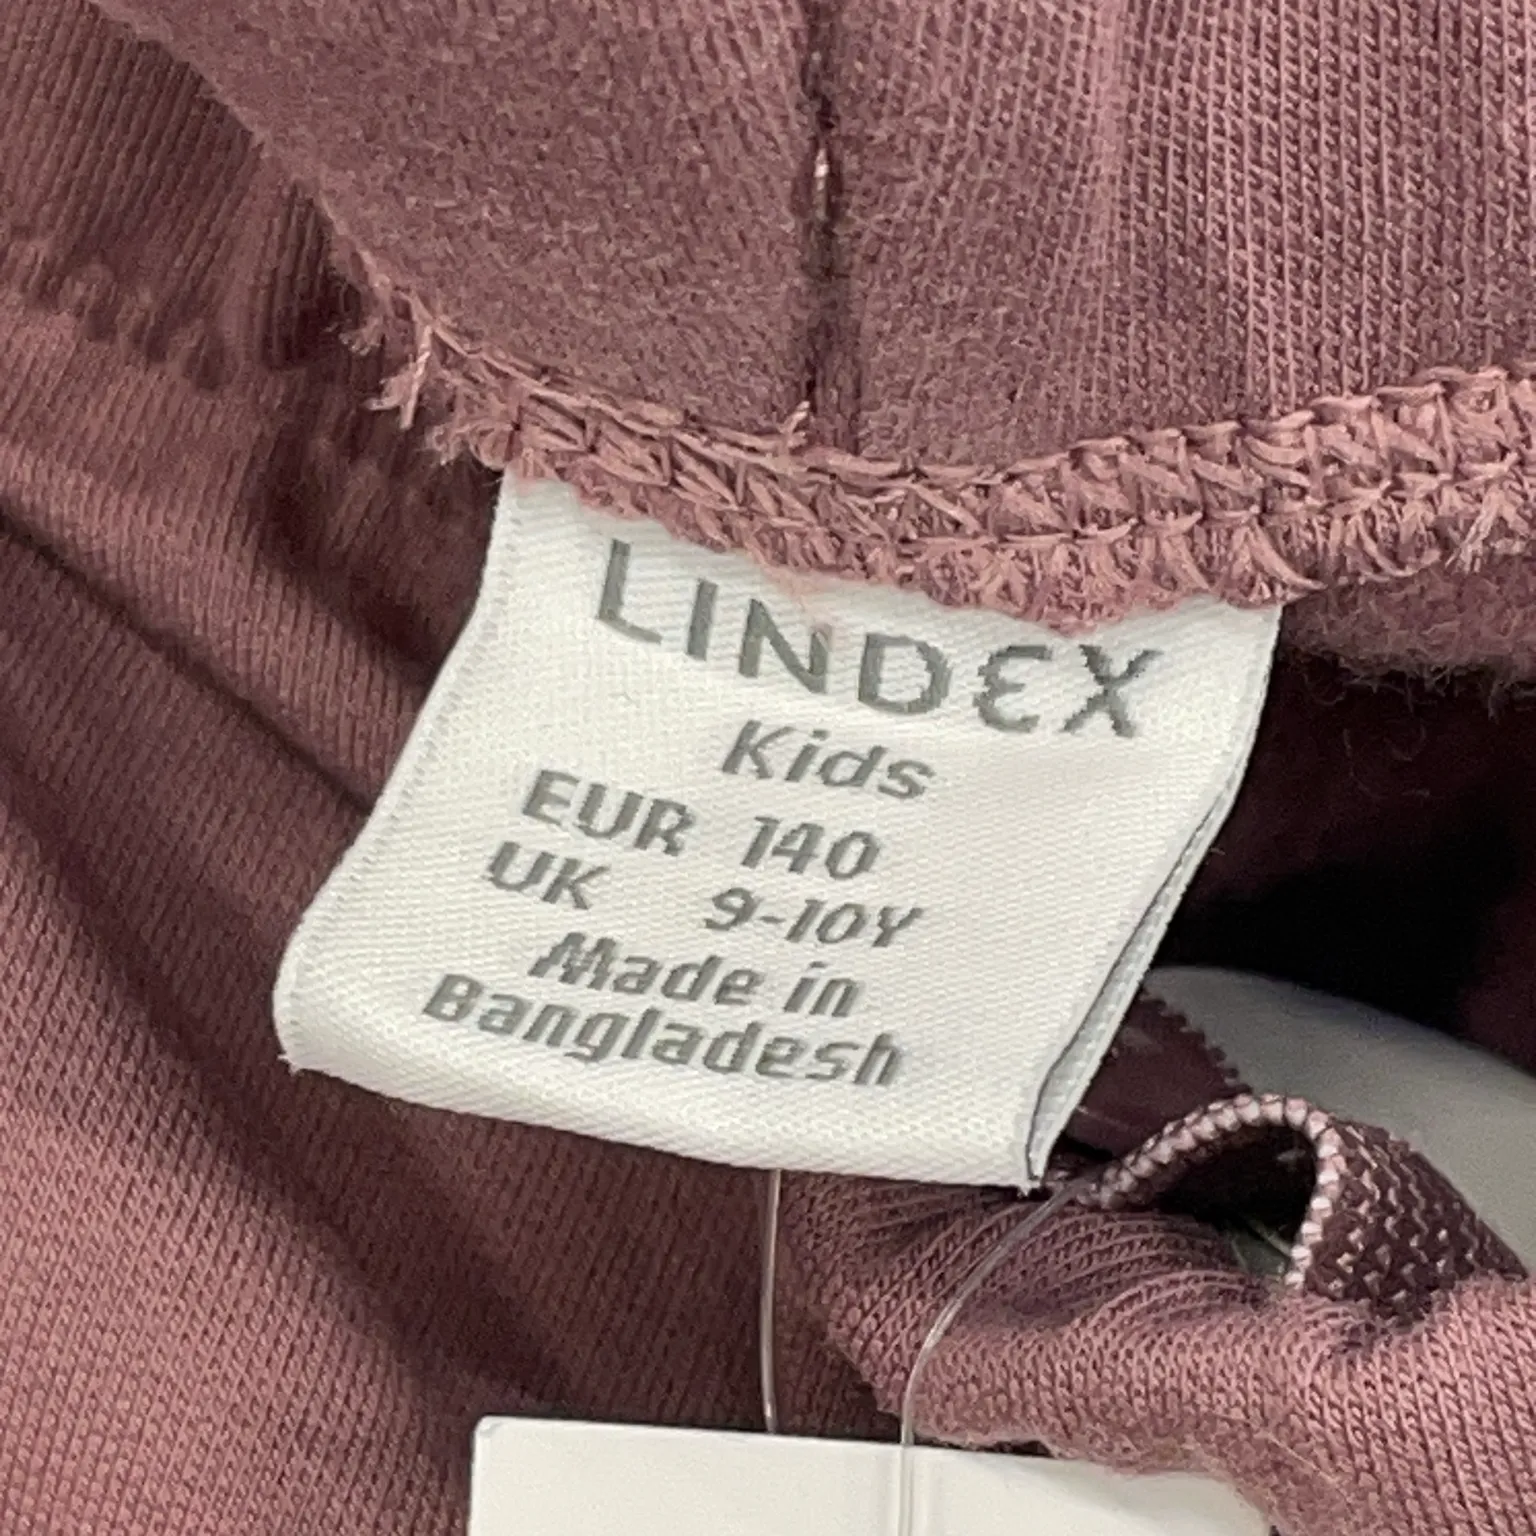 LINDEX
Kids
EUR 140
UK 9-10Y
Made in
Bangladesh